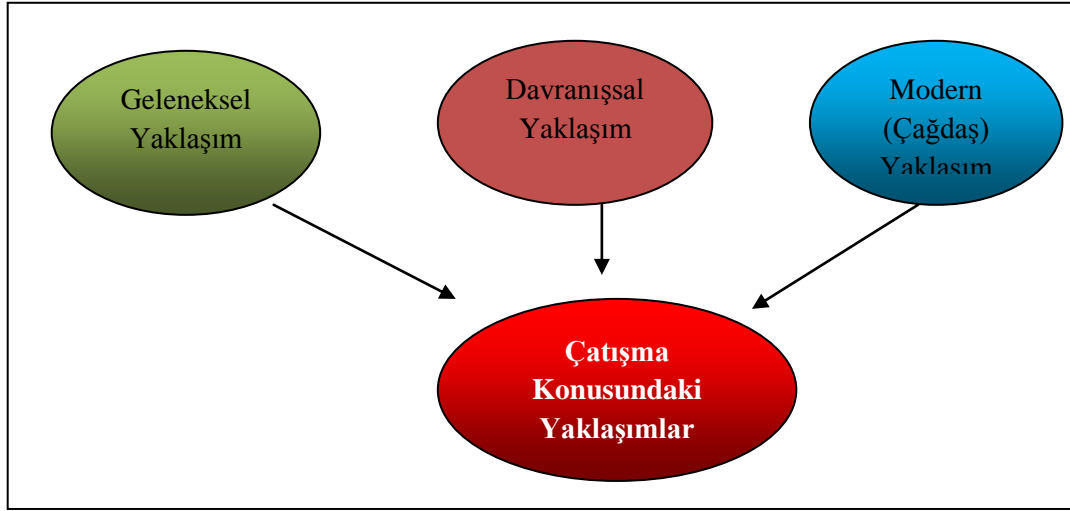 Geleneksel
Yaklaşım
Davranışsal
Yaklaşım
Modern
(Çağdaş)
Yaklaşım
Çatışma
Konusundaki
Yaklaşımlar